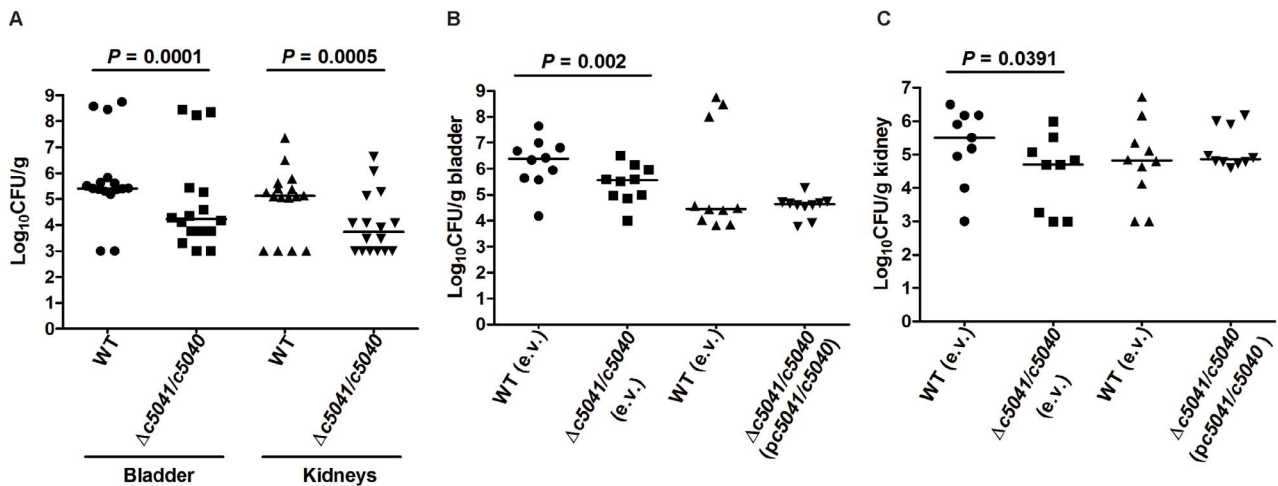 A
P = 0.0001
P = 0.0005
Log10CFU/g
9
8
7
6
5
4
3
2
1
0
WT
Δc5041/c5040
WT
Δc5041/c5040
Bladder
Kidneys
B
P = 0.002
Log10CFU/g bladder
9
8
7
6
5
4
3
2
1
0
WT (e.v.)
Δc5041/c5040
(e.v.)
WT (e.v.)
Δc5041/c5040
(pc5041/c5040)
C
P = 0.0391
Log10CFU/g kidney
7
6
5
4
3
2
1
0
WT (e.v.)
Δc5041/c5040
(e.v.)
WT (e.v.)
Δc5041/c5040
(pc5041/c5040 )